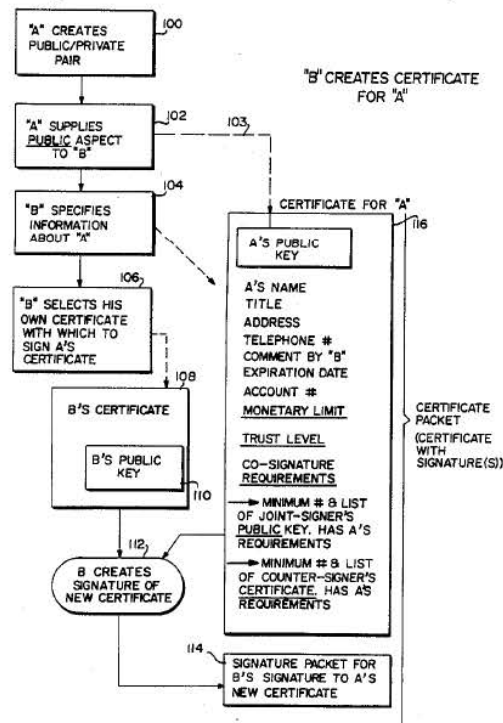 100
"A" CREATES
PUBLIC/PRIVATE
PAIR
"B" CREATES CERTIFICATE
FOR "A"
102
103
"A" SUPPLIES
PUBLIC ASPECT
TO "B"
104
"B" SPECIFIES
INFORMATION
ABOUT "A"
106
"B" SELECTS HIS
OWN CERTIFICATE
WITH WHICH TO
SIGN A'S
CERTIFICATE
108
B'S CERTIFICATE
B'S PUBLIC
KEY
110
112
B CREATES
SIGNATURE OF
NEW CERTIFICATE
CERTIFICATE FOR "A"
116
A'S PUBLIC
KEY
A'S NAME
TITLE
ADDRESS
TELEPHONE #
COMMENT BY "B"
EXPIRATION DATE
ACCOUNT #
MONETARY LIMIT
TRUST LEVEL
CO-SIGNATURE
REQUIREMENTS
MINIMUM # & LIST
OF JOINT-SIGNER'S
PUBLIC KEY. HAS A'S
REQUIREMENTS
MINIMUM # & LIST
OF COUNTER-SIGNER'S
CERTIFICATE. HAS A'S
REQUIREMENTS
CERTIFICATE
PACKET
(CERTIFICATE
WITH
SIGNATURE(S))
114
SIGNATURE PACKET FOR
B'S SIGNATURE TO A'S
NEW CERTIFICATE